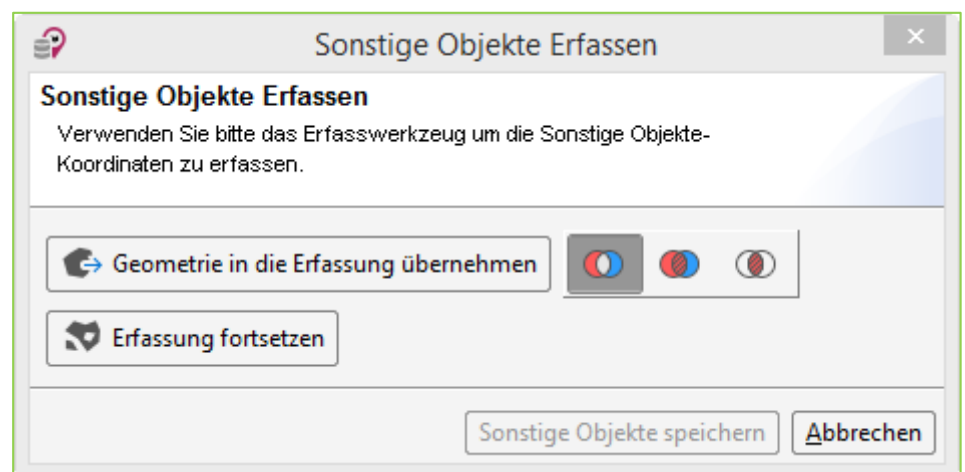 Sonstige Objekte Erfassen
Sonstige Objekte Erfassen
Verwenden Sie bitte das Erfasswerkzeug um die Sonstige Objekte-
Koordinaten zu erfassen.
Geometrie in die Erfassung übernehmen
Erfassung fortsetzen
Sonstige Objekte speichern Abbrechen